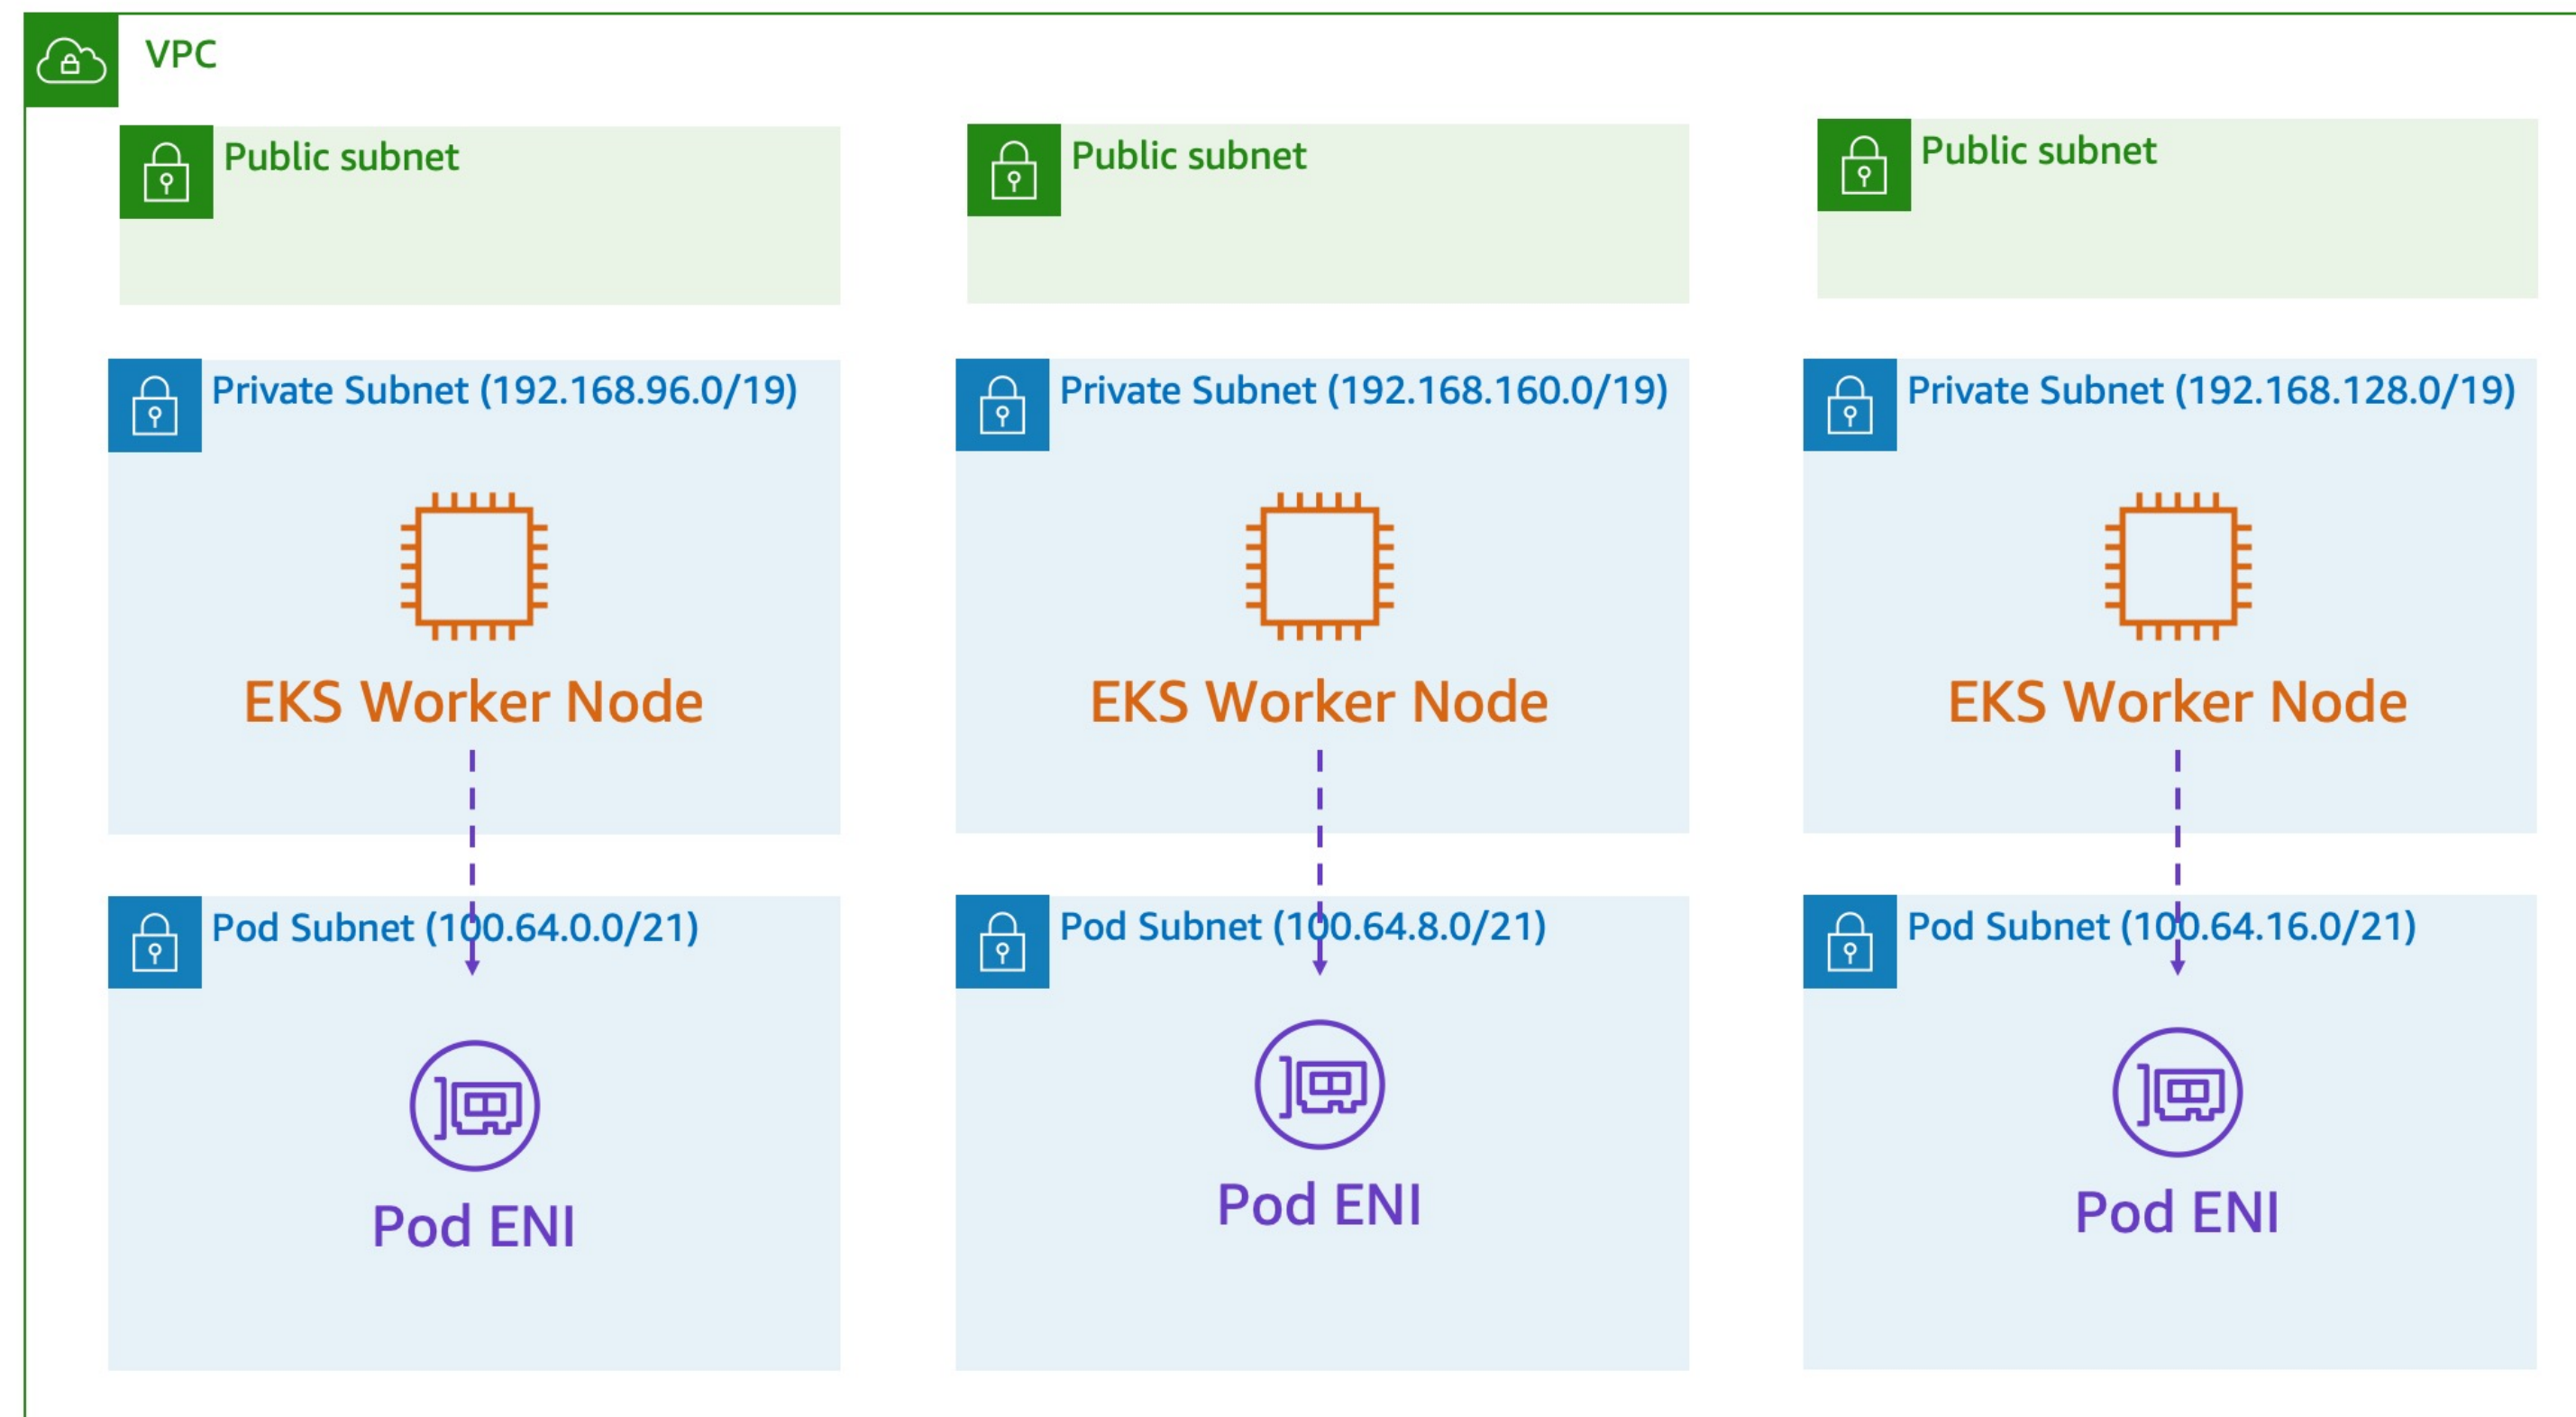 VPC
Public subnet
Public subnet
Public subnet
Private Subnet (192.168.96.0/19)
Private Subnet (192.168.160.0/19)
Private Subnet (192.168.128.0/19)
EKS Worker Node
EKS Worker Node
EKS Worker Node
Pod Subnet (100.64.0.0/21)
Pod Subnet (100.64.8.0/21)
Pod Subnet (100.64.16.0/21)
Pod ENI
Pod ENI
Pod ENI